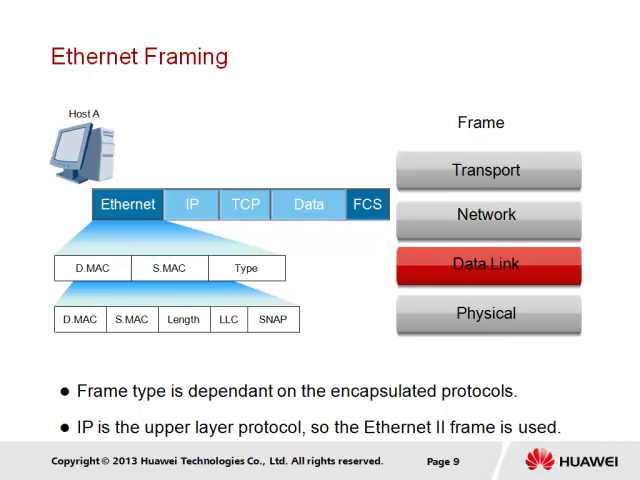 Ethernet Framing
Host A
Frame
Transport
Ethernet IP TCP Data FCS
Network
D.MAC S.MAC Type
Data Link
D.MAC S.MAC Length LLC SNAP
Physical
● Frame type is dependant on the encapsulated protocols.
● IP is the upper layer protocol, so the Ethernet II frame is used.
Copyright © 2013 Huawei Technologies Co., Ltd. All rights reserved. Page 9 HUAWEI